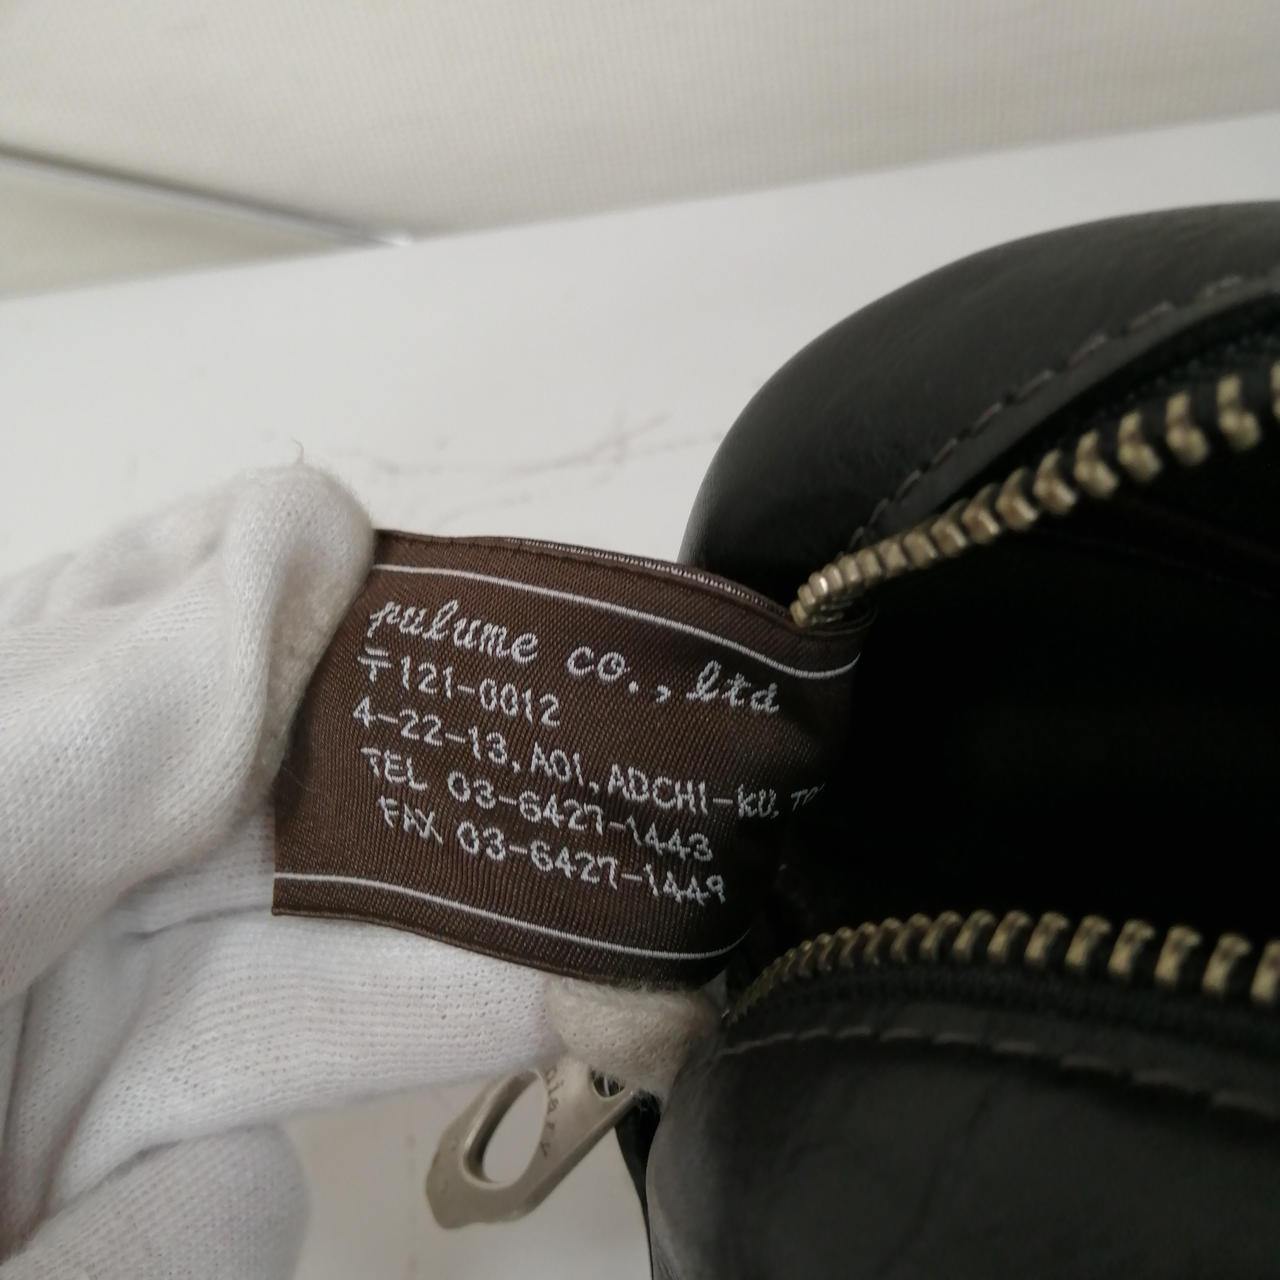 pulume co., ltd
〒121-0012
4-22-13, AOI, ADCHI-KU,
TEL 03-6427-1443
FAX 03-6427-1449